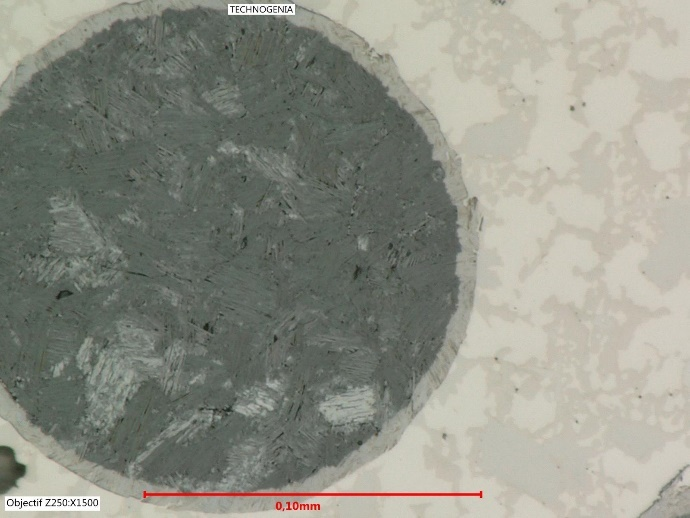 TECHNOGENIA
Objectif Z250:X1500
0,10mm